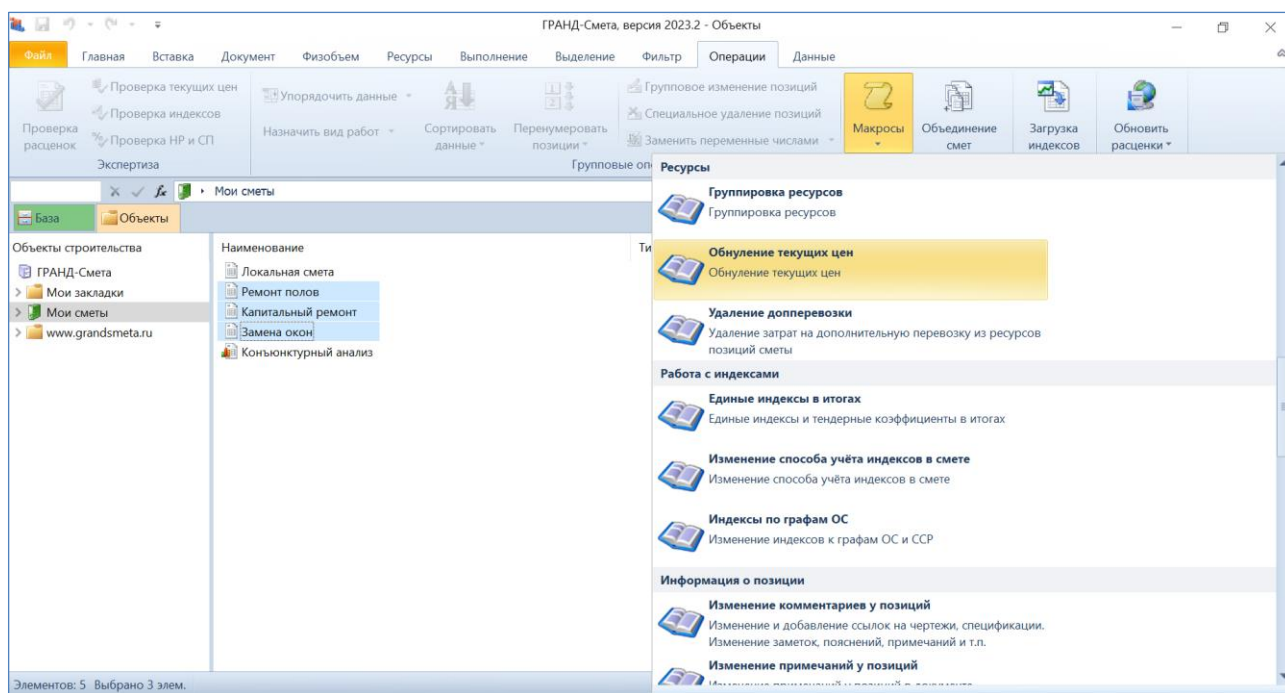 ГРАНД-Смета, версия 2023.2 - Объекты
Файл Главная Вставка Документ Физобъем Ресурсы Выполнение Выделение Фильтр Операции Данные
Проверка расценок
Проверка текущих цен
Проверка индексов
Проверка НР и СП
Экспертиза
Упорядочить данные
Назначить вид работ
Сортировать данные
Перенумеровать позиции
Групповое изменение позиций
Специальное удаление позиций
Заменить переменные числами
Групповые оп
Макросы
Объединение смет
Загрузка индексов
Обновить расценки
fx Мои сметы
База Объекты
Объекты строительства
ГРАНД-Смета
Мои закладки
Мои сметы
www.grandsmeta.ru
Наименование Ти
Локальная смета
Ремонт полов
Капитальный ремонт
Замена окон
Конъюнктурный анализ
Ресурсы
Группировка ресурсов
Группировка ресурсов
Обнуление текущих цен
Обнуление текущих цен
Удаление допперевозки
Удаление затрат на дополнительную перевозку из ресурсов
позиций сметы
Работа с индексами
Единые индексы в итогах
Единые индексы и тендерные коэффициенты в итогах
Изменение способа учёта индексов в смете
Изменение способа учёта индексов в смете
Индексы по графам ОС
Изменение индексов к графам ОС и ССР
Информация о позиции
Изменение комментариев у позиций
Изменение и добавление ссылок на чертежи, спецификации.
Изменение заметок, пояснений, примечаний и т.п.
Изменение примечаний у позиций
Элементов: 5 Выбрано 3 элем.